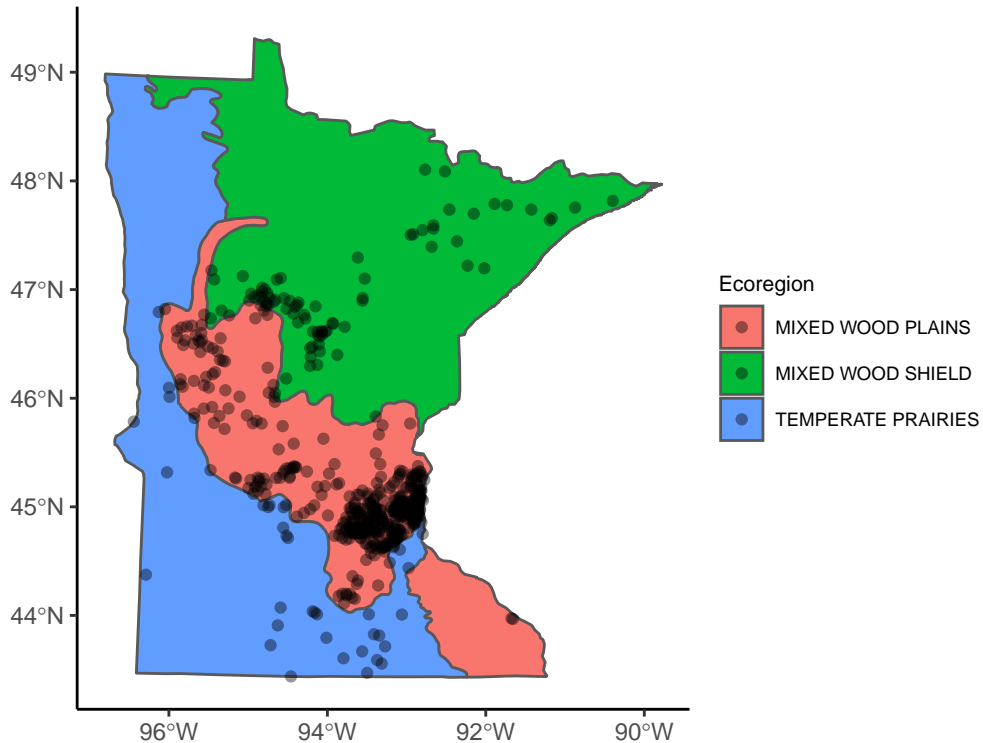 49°N
48°N
47°N
46°N
45°N
44°N
96°W
94°W
92°W
90°W
Ecoregion
MIXED WOOD PLAINS
MIXED WOOD SHIELD
TEMPERATE PRAIRIES